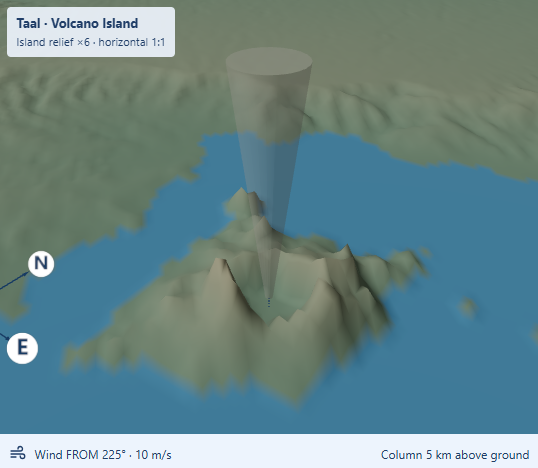 Taal · Volcano Island
Island relief ×6 · horizontal 1:1
N
E
Wind FROM 225° · 10 m/s
Column 5 km above ground